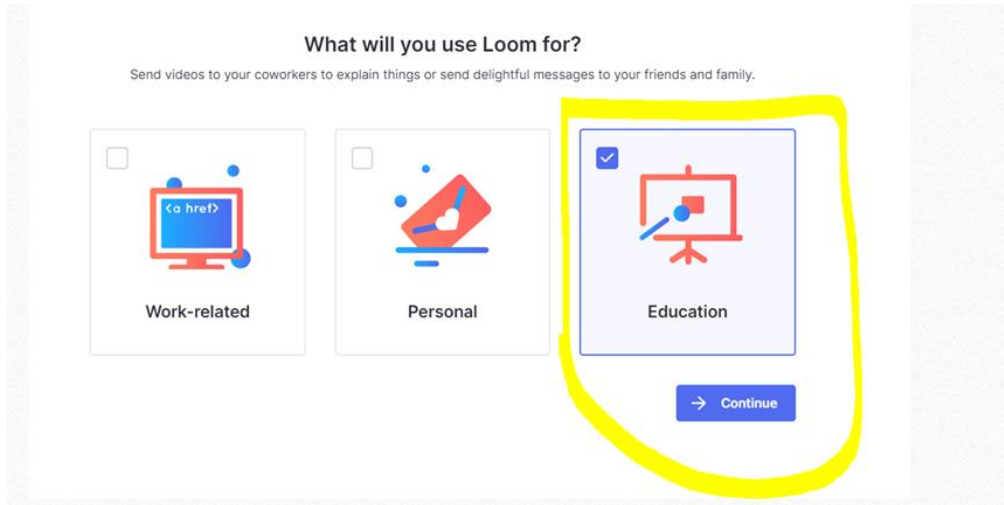 What will you use Loom for?
Send videos to your coworkers to explain things or send delightful messages to your friends and family.
<a href>
Work-related
Personal
Education
→ Continue